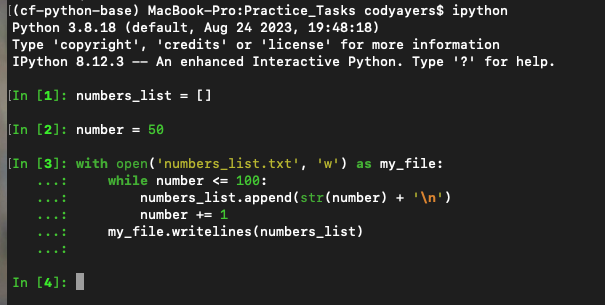 [(cf-python-base) MacBook-Pro:Practice_Tasks codyayers$ ipython
Python 3.8.18 (default, Aug 24 2023, 19:48:18)
Type 'copyright', 'credits' or 'license' for more information
IPython 8.12.3 -- An enhanced Interactive Python. Type '?' for help.
[In [1]: numbers_list = []
[In [2]: number = 50
[In [3]: with open('numbers_list.txt', 'w') as my_file:
...:     while number <= 100:
...:         numbers_list.append(str(number) + '\n')
...:         number += 1
...:     my_file.writelines(numbers_list)
...:
In [4]: